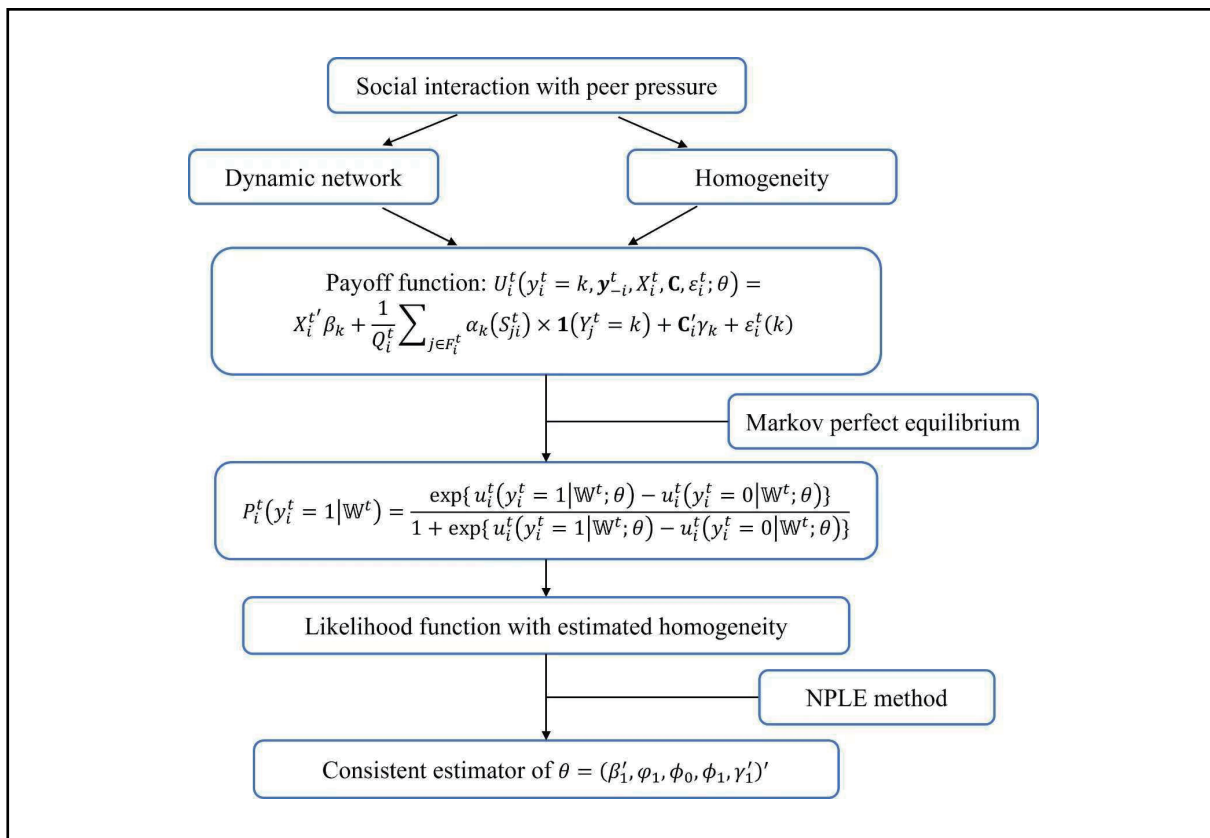 Social interaction with peer pressure
Dynamic network
Homogeneity
Payoff function: $U_i^t(y_i^t = k, \mathbf{y}_{-i}^t, X_i^t, \mathbf{C}, \varepsilon_i^t; \theta) =$
$X_i^{t\prime}\beta_k + \frac{1}{Q_i^t}\sum_{j \in F_i^t} \alpha_k(S_{ji}^t) \times \mathbf{1}(Y_j^t = k) + \mathbf{C}_i'\gamma_k + \varepsilon_i^t(k)$
Markov perfect equilibrium
$P_i^t(y_i^t = 1|\mathbb{W}^t) = \frac{\exp\{u_i^t(y_i^t = 1|\mathbb{W}^t; \theta) - u_i^t(y_i^t = 0|\mathbb{W}^t; \theta)\}}{1 + \exp\{u_i^t(y_i^t = 1|\mathbb{W}^t; \theta) - u_i^t(y_i^t = 0|\mathbb{W}^t; \theta)\}}$
Likelihood function with estimated homogeneity
NPLE method
Consistent estimator of $\theta = (\beta_1', \varphi_1, \phi_0, \phi_1, \gamma_1')'$